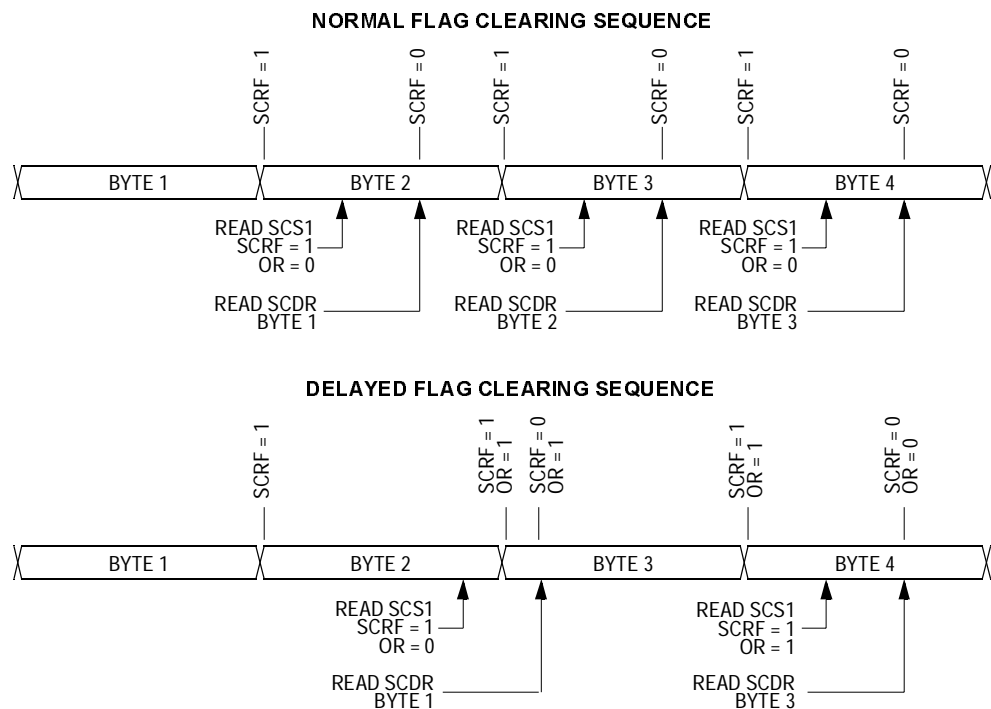 NORMAL FLAG CLEARING SEQUENCE
SCRF = 1
SCRF = 0
SCRF = 1
SCRF = 0
SCRF = 1
SCRF = 0
BYTE 1
BYTE 2
BYTE 3
BYTE 4
READ SCS1
SCRF = 1
OR = 0
READ SCS1
SCRF = 1
OR = 0
READ SCS1
SCRF = 1
OR = 0
READ SCDR
BYTE 1
READ SCDR
BYTE 2
READ SCDR
BYTE 3
DELAYED FLAG CLEARING SEQUENCE
SCRF = 1
SCRF = 1
OR = 1
SCRF = 0
OR = 1
SCRF = 1
OR = 1
SCRF = 0
OR = 0
BYTE 1
BYTE 2
BYTE 3
BYTE 4
READ SCS1
SCRF = 1
OR = 0
READ SCS1
SCRF = 1
OR = 1
READ SCDR
BYTE 1
READ SCDR
BYTE 3